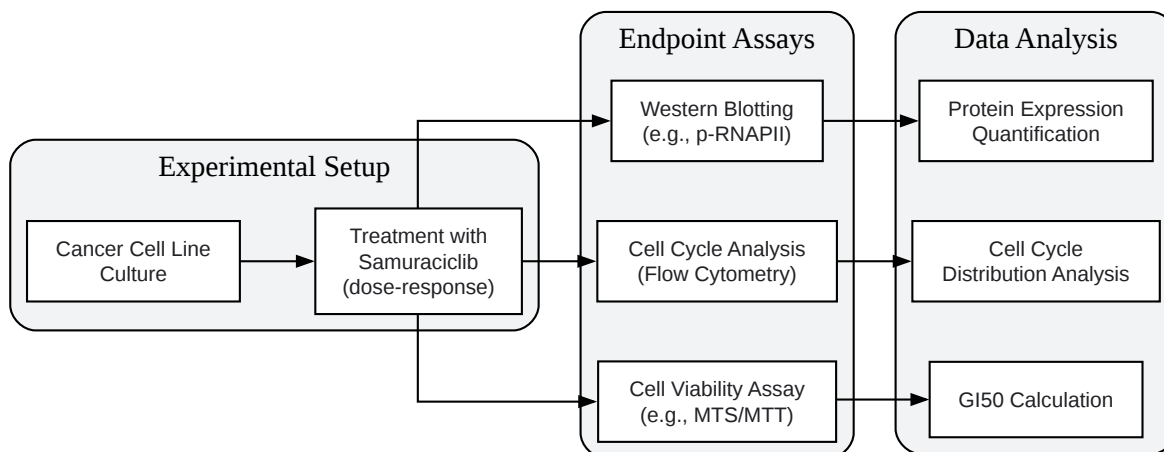 Experimental Setup
Cancer Cell Line
Culture
Treatment with
Samuraciclib
(dose-response)
Endpoint Assays
Western Blotting
(e.g., p-RNAPII)
Cell Cycle Analysis
(Flow Cytometry)
Cell Viability Assay
(e.g., MTS/MTT)
Data Analysis
Protein Expression
Quantification
Cell Cycle
Distribution Analysis
GI50 Calculation